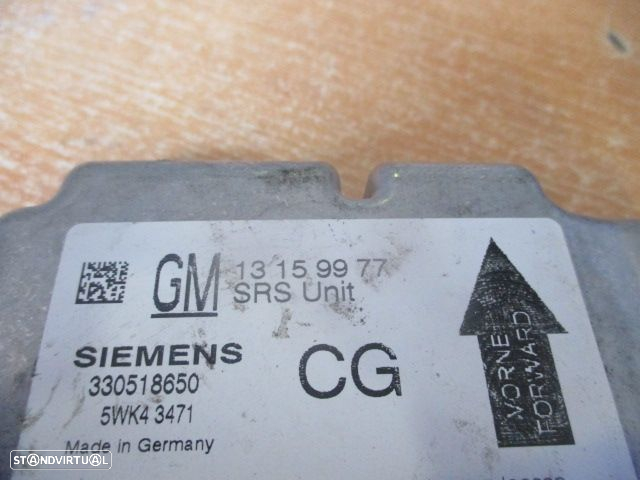 GM 13 15 99 77
SRS Unit
SIEMENS
330518650
5WK4 3471
Made in Germany
CG
VORNE
FORWARD
STANDVIRTUAL